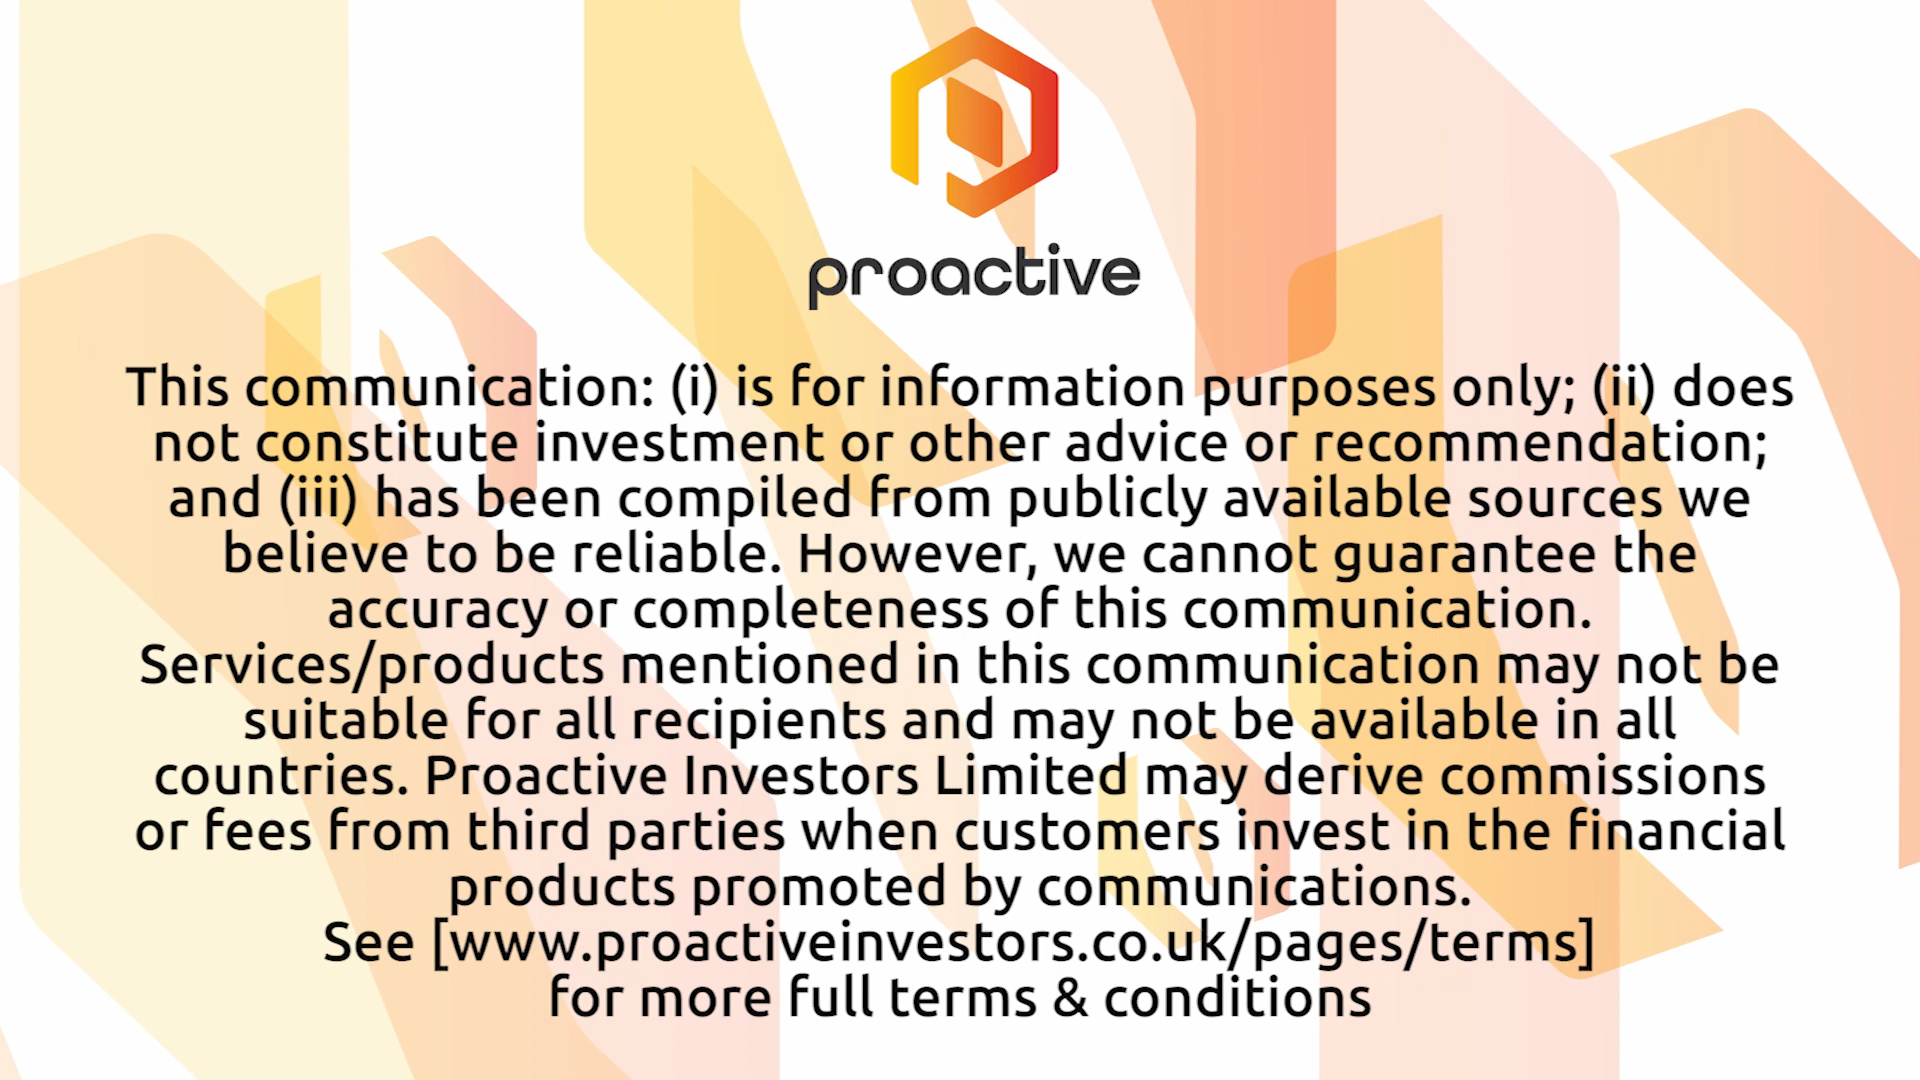 proactive
This communication: (i) is for information purposes only; (ii) does
not constitute investment or other advice or recommendation;
and (iii) has been compiled from publicly available sources we
believe to be reliable. However, we cannot guarantee the
accuracy or completeness of this communication.
Services/products mentioned in this communication may not be
suitable for all recipients and may not be available in all
countries. Proactive Investors Limited may derive commissions
or fees from third parties when customers invest in the financial
products promoted by communications.
See [www.proactiveinvestors.co.uk/pages/terms]
for more full terms & conditions